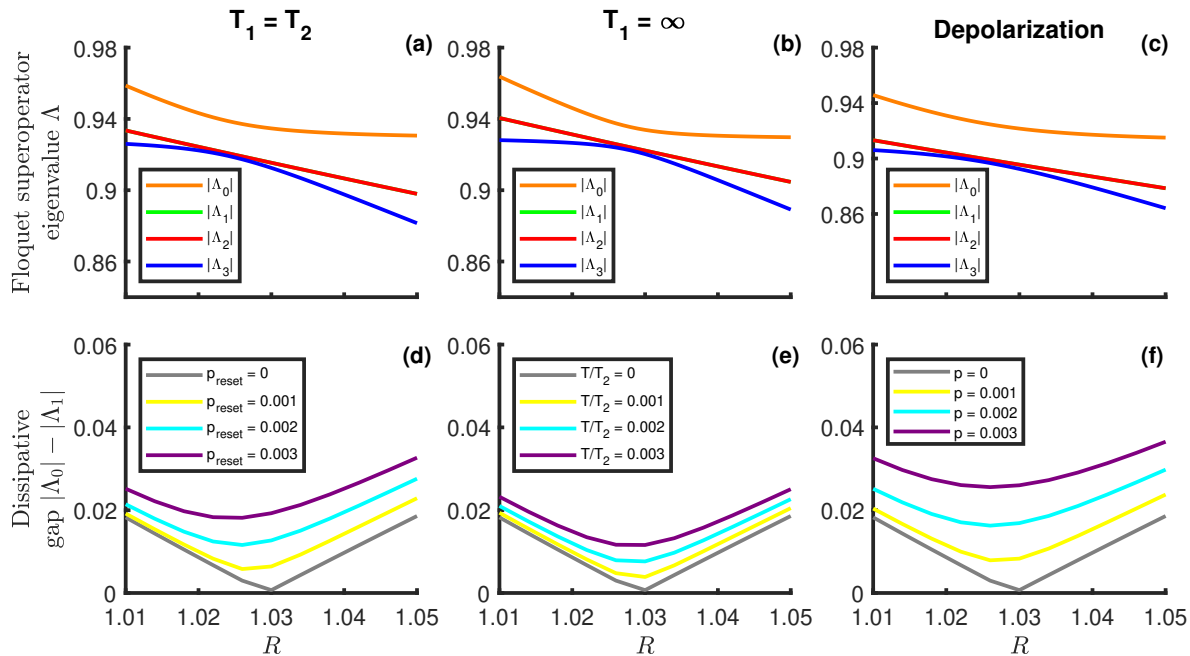 T₁ = T₂
T₁ = ∞
Depolarization
(a)
(b)
(c)
Floquet superoperator
eigenvalue Λ
0.98
0.94
0.9
0.86
|Λ₀|
|Λ₁|
|Λ₂|
|Λ₃|
0.98
0.94
0.9
0.86
|Λ₀|
|Λ₁|
|Λ₂|
|Λ₃|
0.98
0.94
0.9
0.86
|Λ₀|
|Λ₁|
|Λ₂|
|Λ₃|
(d)
(e)
(f)
Dissipative
gap |Λ₀| − |Λ₁|
0.06
0.04
0.02
0
p_reset = 0
p_reset = 0.001
p_reset = 0.002
p_reset = 0.003
1.01 1.02 1.03 1.04 1.05
R
0.06
0.04
0.02
0
T/T₂ = 0
T/T₂ = 0.001
T/T₂ = 0.002
T/T₂ = 0.003
1.01 1.02 1.03 1.04 1.05
R
0.06
0.04
0.02
0
p = 0
p = 0.001
p = 0.002
p = 0.003
1.01 1.02 1.03 1.04 1.05
R